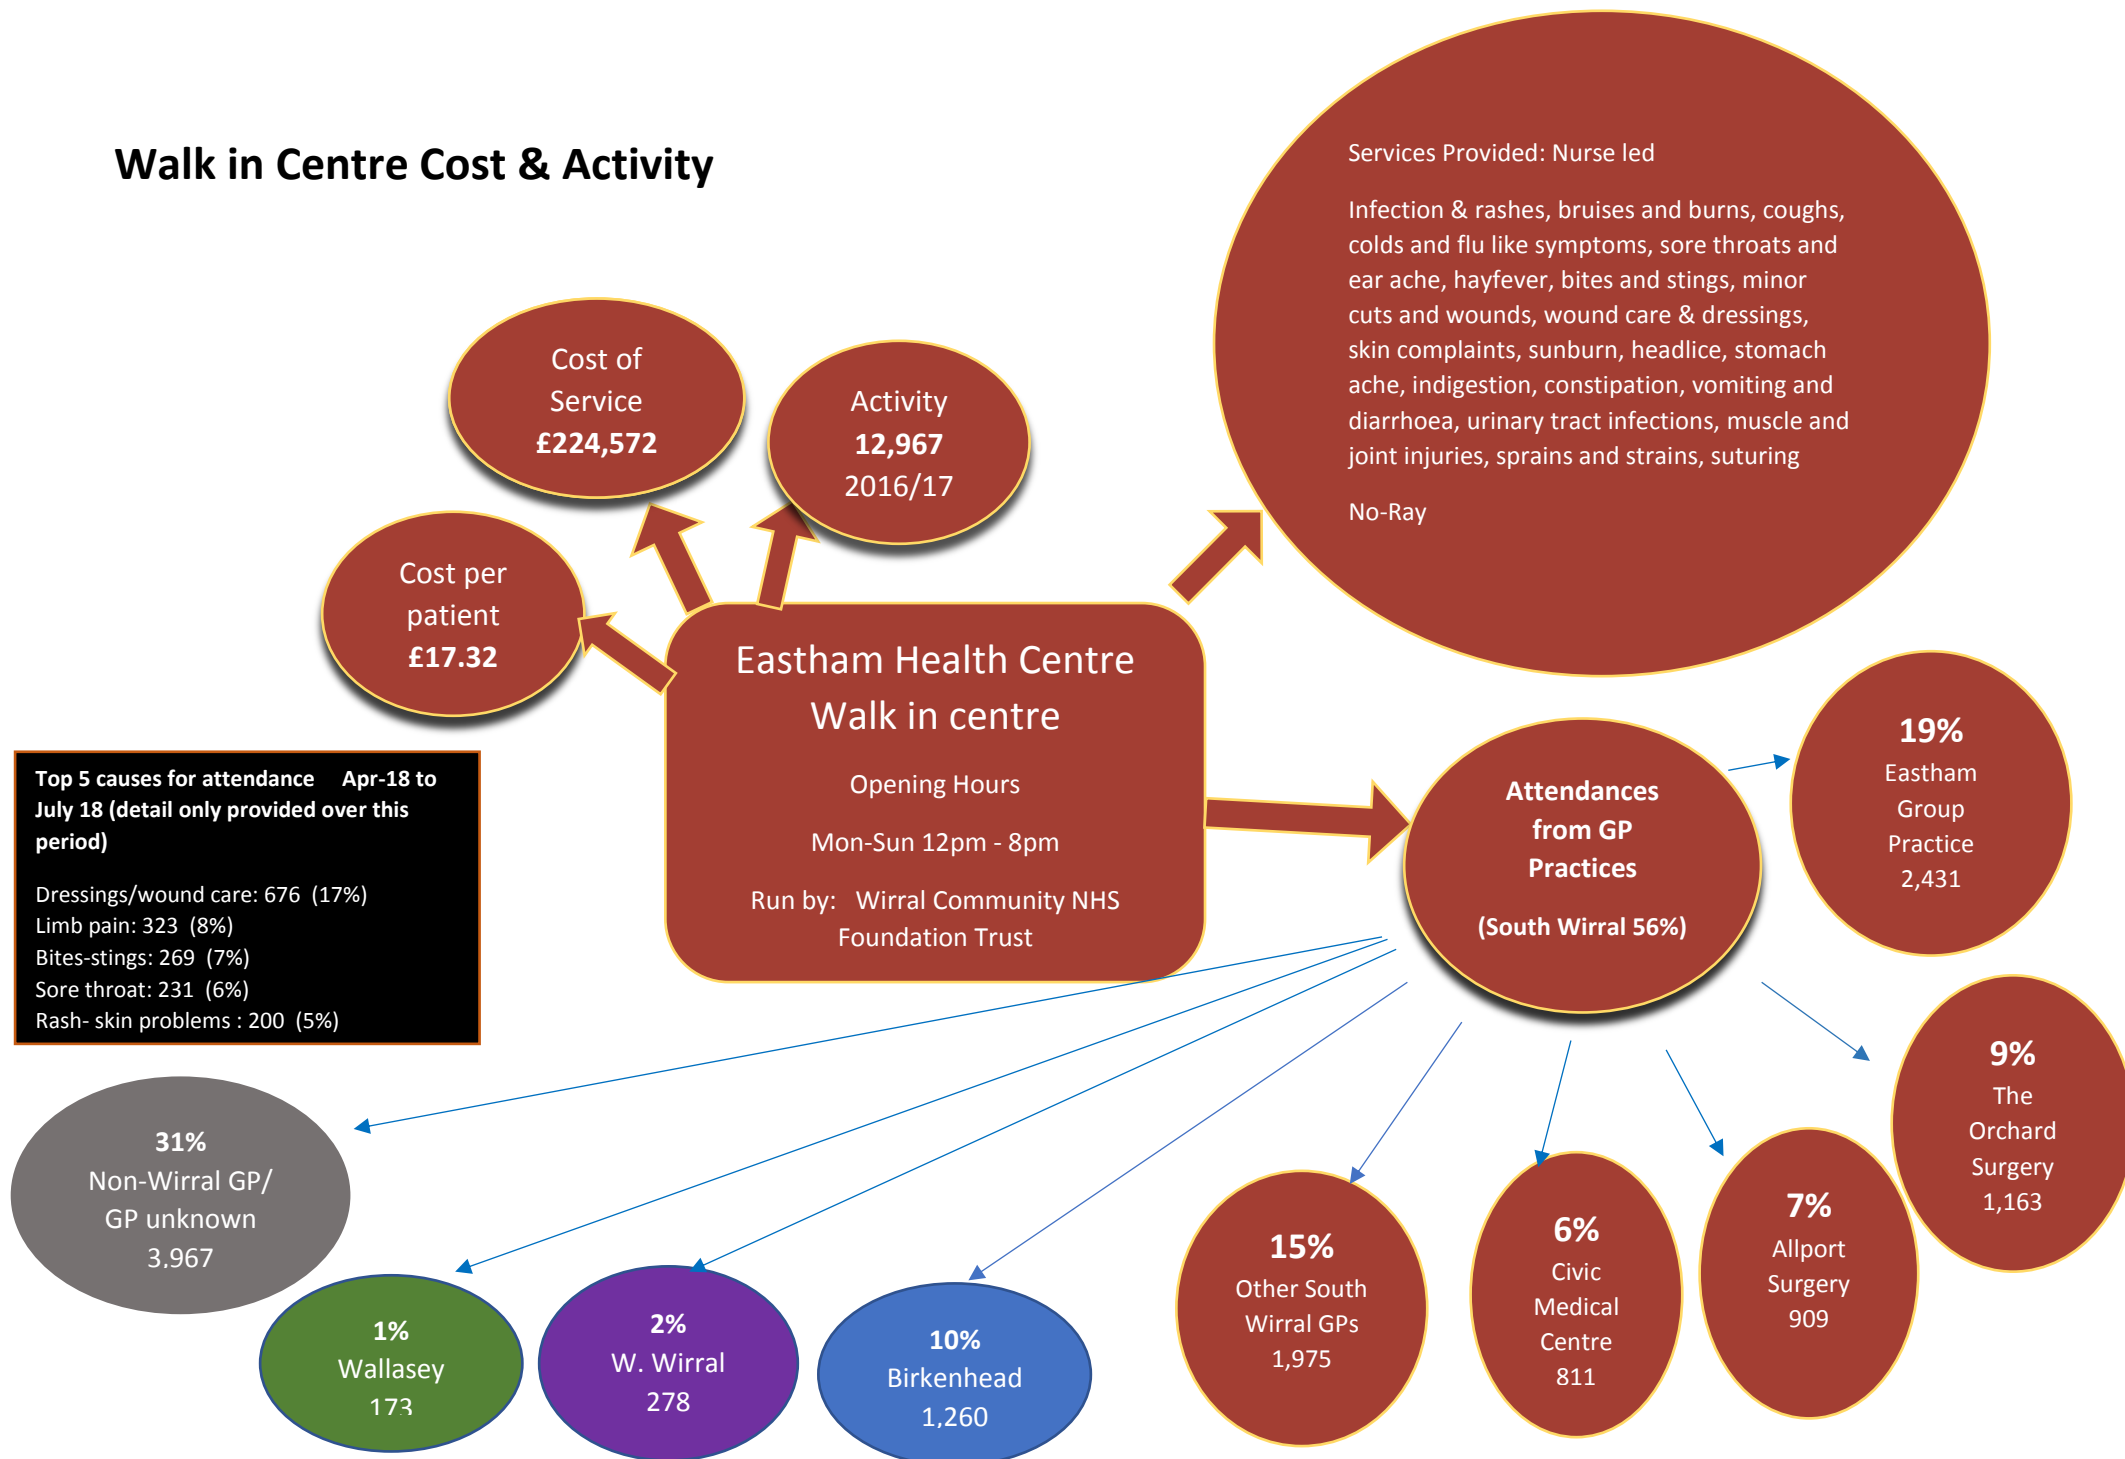 Walk in Centre Cost & Activity
Services Provided: Nurse led
Infection & rashes, bruises and burns, coughs,
colds and flu like symptoms, sore throats and
ear ache, hayfever, bites and stings, minor
cuts and wounds, wound care & dressings,
skin complaints, sunburn, headlice, stomach
ache, indigestion, constipation, vomiting and
diarrhoea, urinary tract infections, muscle and
joint injuries, sprains and strains, suturing
No-Ray
Cost of
Service
£224,572
Activity
12,967
2016/17
Cost per
patient
£17.32
Eastham Health Centre
Walk in centre
Opening Hours
Mon-Sun 12pm - 8pm
Run by: Wirral Community NHS
Foundation Trust
Top 5 causes for attendance Apr-18 to
July 18 (detail only provided over this
period)
Dressings/wound care: 676 (17%)
Limb pain: 323 (8%)
Bites-stings: 269 (7%)
Sore throat: 231 (6%)
Rash- skin problems : 200 (5%)
Attendances
from GP
Practices
(South Wirral 56%)
19%
Eastham
Group
Practice
2,431
9%
The
Orchard
Surgery
1,163
7%
Allport
Surgery
909
6%
Civic
Medical
Centre
811
15%
Other South
Wirral GPs
1,975
10%
Birkenhead
1,260
2%
W. Wirral
278
1%
Wallasey
173
31%
Non-Wirral GP/
GP unknown
3,967